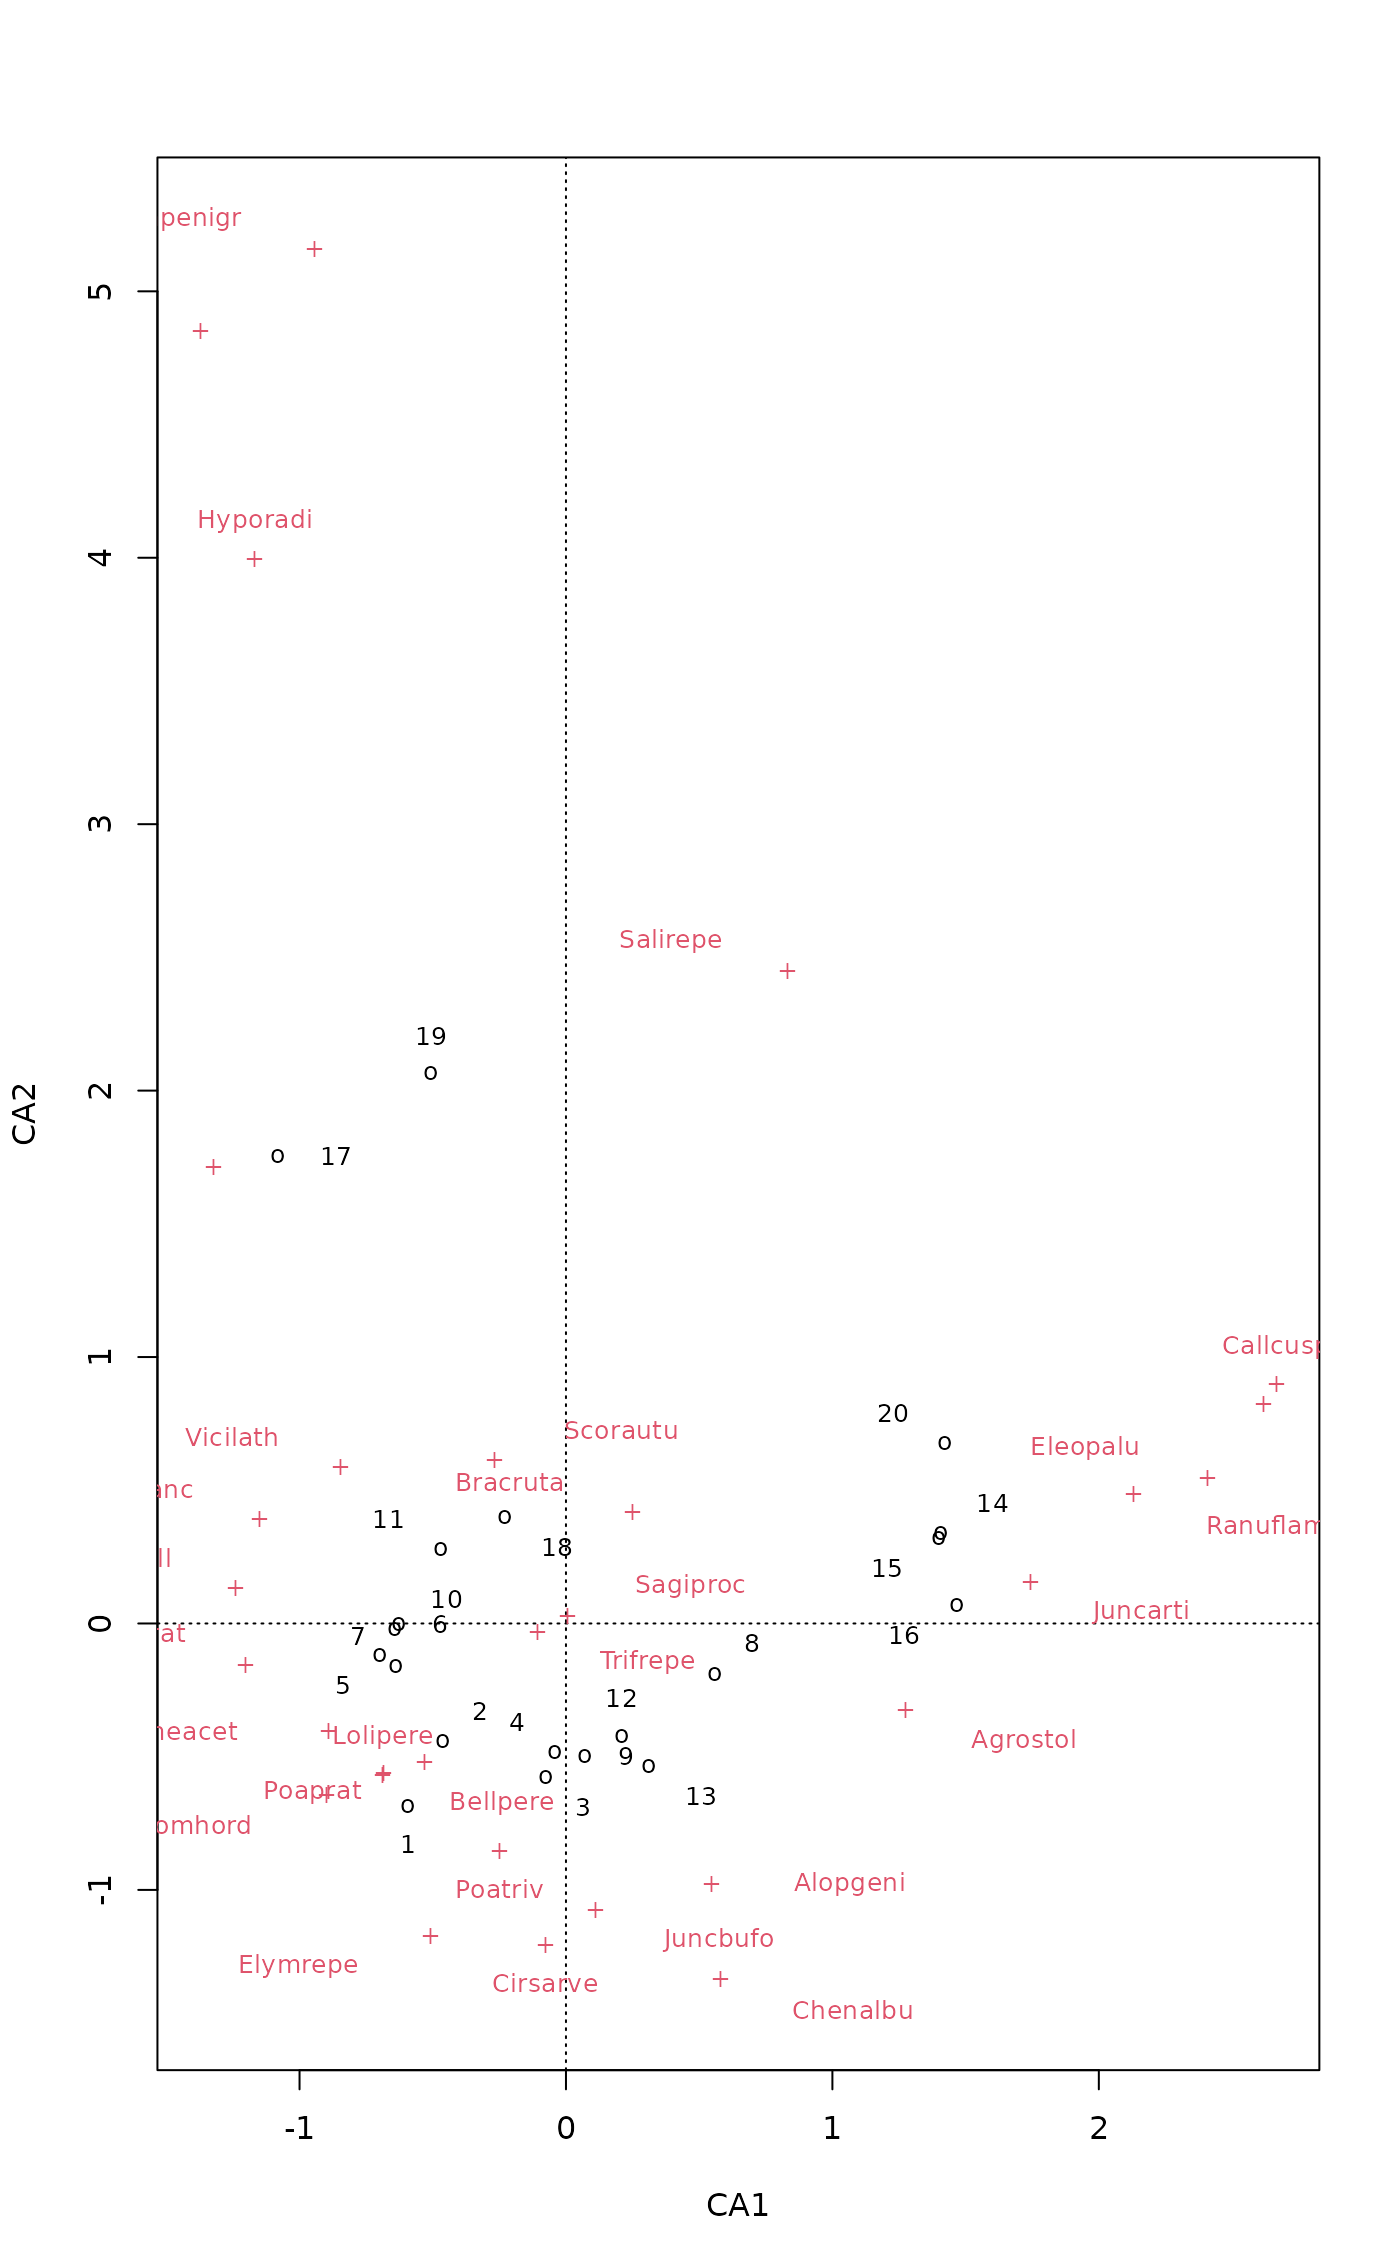 penigr
5
Hyporadi
4
3
Salirepe
19
2
17
CA2
1
Callcusp
20
Scorautu
Vicilath
Eleopalu
Bracruta
anc
14
11
Ranuflam
18
ll
15
Sagiproc
10
Juncarti
0
6
at
7
16
8
Trifrepe
5
12
2
4
neacet
Lolipere
Agrostol
9
Poaprat
13
Bellpere
3
omhord
1
Alopgeni
Poatriv
-1
Juncbufo
Elymrepe
Cirsarve
Chenalbu
-1 0 1 2
CA1